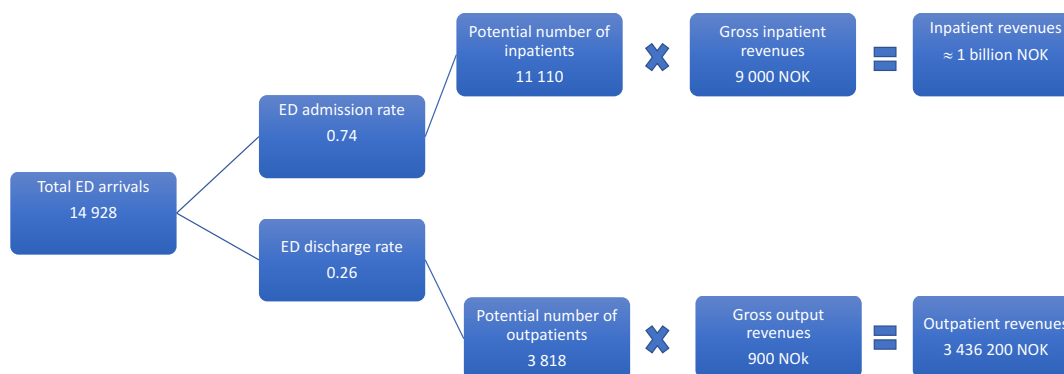 Total ED arrivals
14 928
ED admission rate
0.74
Potential number of
inpatients
11 110
Gross inpatient
revenues
9 000 NOK
Inpatient revenues
≈ 1 billion NOK
ED discharge rate
0.26
Potential number of
outpatients
3 818
Gross output
revenues
900 NOk
Outpatient revenues
3 436 200 NOK